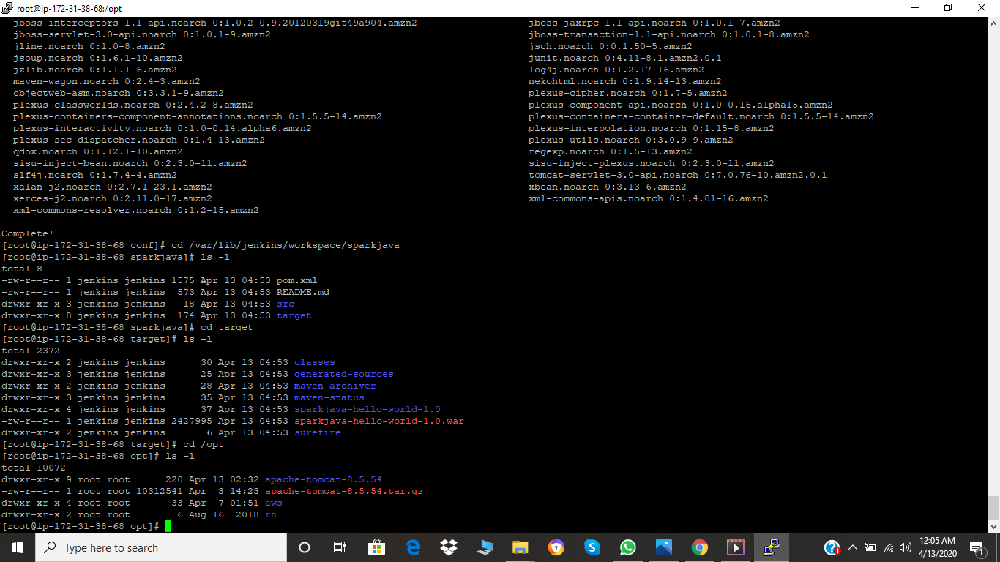 root@ip-172-31-38-68:/opt
jboss-interceptors-1.1-api.noarch 0:1.0.2-0.9.20120319git49a904.amzn2 jboss-jaxrpc-1.1-api.noarch 0:1.0.1-7.amzn2
jboss-servlet-3.0-api.noarch 0:1.0.1-9.amzn2 jboss-transaction-1.1-api.noarch 0:1.0.1-8.amzn2
jline.noarch 0:1.0-8.amzn2 jsch.noarch 0:0.1.50-5.amzn2
jsoup.noarch 0:1.6.1-10.amzn2 junit.noarch 0:4.11-8.1.amzn2.0.1
jzlib.noarch 0:1.1.1-6.amzn2 log4j.noarch 0:1.2.17-16.amzn2
maven-wagon.noarch 0:2.4-3.amzn2 nekohtml.noarch 0:1.9.14-13.amzn2
objectweb-asm.noarch 0:3.3.1-9.amzn2 plexus-cipher.noarch 0:1.7-5.amzn2
plexus-classworlds.noarch 0:2.4.2-8.amzn2 plexus-component-api.noarch 0:1.0-0.16.alpha15.amzn2
plexus-containers-component-annotations.noarch 0:1.5.5-14.amzn2 plexus-containers-container-default.noarch 0:1.5.5-14.amzn2
plexus-interactivity.noarch 0:1.0-0.14.alpha6.amzn2 plexus-interpolation.noarch 0:1.15-8.amzn2
plexus-sec-dispatcher.noarch 0:1.4-13.amzn2 plexus-utils.noarch 0:3.0.9-9.amzn2
qdox.noarch 0:1.12.1-10.amzn2 regexp.noarch 0:1.5-13.amzn2
sisu-inject-bean.noarch 0:2.3.0-11.amzn2 sisu-inject-plexus.noarch 0:2.3.0-11.amzn2
slf4j.noarch 0:1.7.4-4.amzn2 tomcat-servlet-3.0-api.noarch 0:7.0.76-10.amzn2.0.1
xalan-j2.noarch 0:2.7.1-23.1.amzn2 xbean.noarch 0:3.13-6.amzn2
xerces-j2.noarch 0:2.11.0-17.amzn2 xml-commons-apis.noarch 0:1.4.01-16.amzn2
xml-commons-resolver.noarch 0:1.2-15.amzn2
Complete!
[root@ip-172-31-38-68 conf]# cd /var/lib/jenkins/workspace/sparkjava
[root@ip-172-31-38-68 sparkjava]# ls -l
total 8
-rw-r--r-- 1 jenkins jenkins 1575 Apr 13 04:53 pom.xml
-rw-r--r-- 1 jenkins jenkins 573 Apr 13 04:53 README.md
drwxr-xr-x 3 jenkins jenkins 18 Apr 13 04:53 src
drwxr-xr-x 8 jenkins jenkins 174 Apr 13 04:53 target
[root@ip-172-31-38-68 sparkjava]# cd target
[root@ip-172-31-38-68 target]# ls -l
total 2372
drwxr-xr-x 2 jenkins jenkins 30 Apr 13 04:53 classes
drwxr-xr-x 3 jenkins jenkins 25 Apr 13 04:53 generated-sources
drwxr-xr-x 2 jenkins jenkins 28 Apr 13 04:53 maven-archiver
drwxr-xr-x 3 jenkins jenkins 35 Apr 13 04:53 maven-status
drwxr-xr-x 4 jenkins jenkins 37 Apr 13 04:53 sparkjava-hello-world-1.0
-rw-r--r-- 1 jenkins jenkins 2427995 Apr 13 04:53 sparkjava-hello-world-1.0.war
drwxr-xr-x 2 jenkins jenkins 6 Apr 13 04:53 surefire
[root@ip-172-31-38-68 target]# cd /opt
[root@ip-172-31-38-68 opt]# ls -l
total 10072
drwxr-xr-x 9 root root 220 Apr 13 02:32 apache-tomcat-8.5.54
-rw-r--r-- 1 root root 10312541 Apr 3 14:23 apache-tomcat-8.5.54.tar.gz
drwxr-xr-x 4 root root 33 Apr 7 01:51 aws
drwxr-xr-x 2 root root 6 Aug 16 2018 rh
[root@ip-172-31-38-68 opt]#
Type here to search
12:05 AM
4/13/2020
1